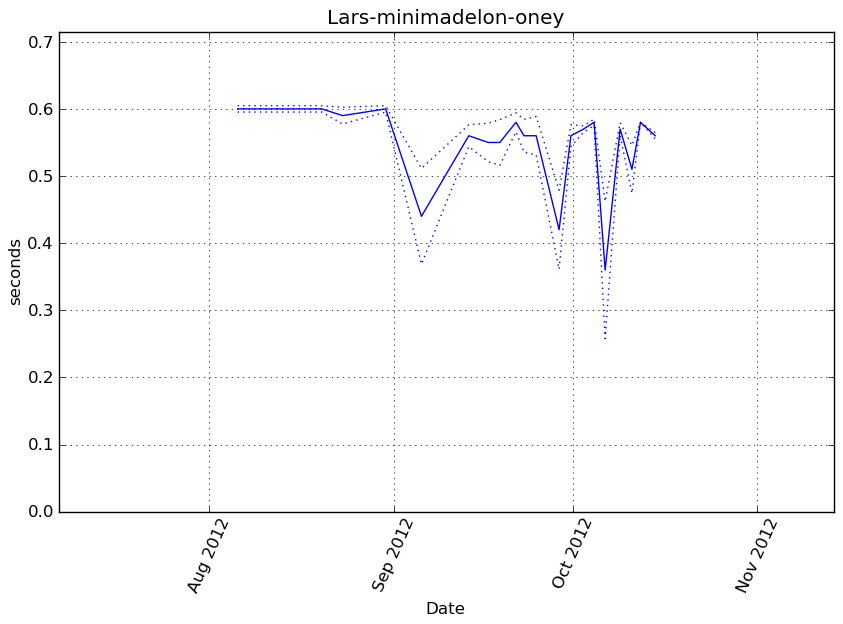 Lars-minimadelon-oney
0.7
0.6
0.5
0.4
0.3
0.2
0.1
0.0
seconds
Aug 2012
Sep 2012
Oct 2012
Nov 2012
Date